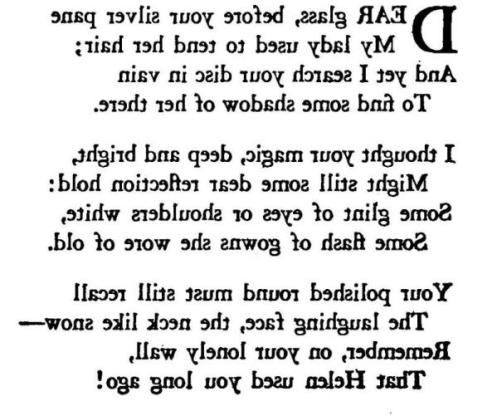 DEAR glass, before your silver pane
My lady used to tend her hair;
And yet I search your disc in vain
To find some shadow of her there.
I thought your magic, deep and bright,
Might still some dear reflection hold:
Some glint of eyes or shoulders white,
Some flash of gowns she wore of old.
Your polished round must still recall
The laughing face, the neck like snow—
Remember, on your lonely wall,
That Helen used you long ago!